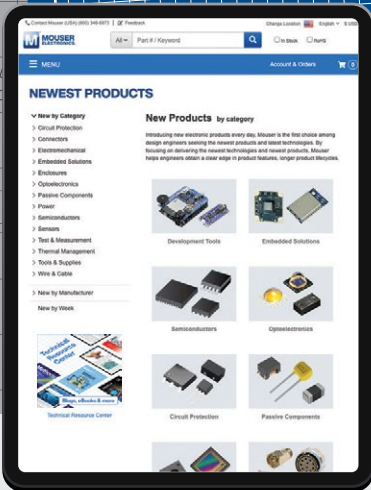 Contact Mouser (USA) (800) 346-6873 | Feedback
Change Location English $ USD
MOUSER
ELECTRONICS
All Part # / Keyword In Stock RoHS
MENU Account & Orders 0
NEWEST PRODUCTS
New by Category
Circuit Protection
Connectors
Electromechanical
Embedded Solutions
Enclosures
Optoelectronics
Passive Components
Power
Semiconductors
Sensors
Test & Measurement
Thermal Management
Tools & Supplies
Wire & Cable
New by Manufacturer
New by Week
Technical
Resource
Center
Blogs, eBooks & more
Technical Resource Center
New Products by category
Introducing new electronic products every day, Mouser is the first choice among
design engineers seeking the newest products and latest technologies. By
focusing on delivering the newest technologies and newest products, Mouser
helps engineers obtain a clear edge in product features, longer product lifecycles.
Development Tools
Embedded Solutions
Semiconductors
Optoelectronics
Circuit Protection
Passive Components